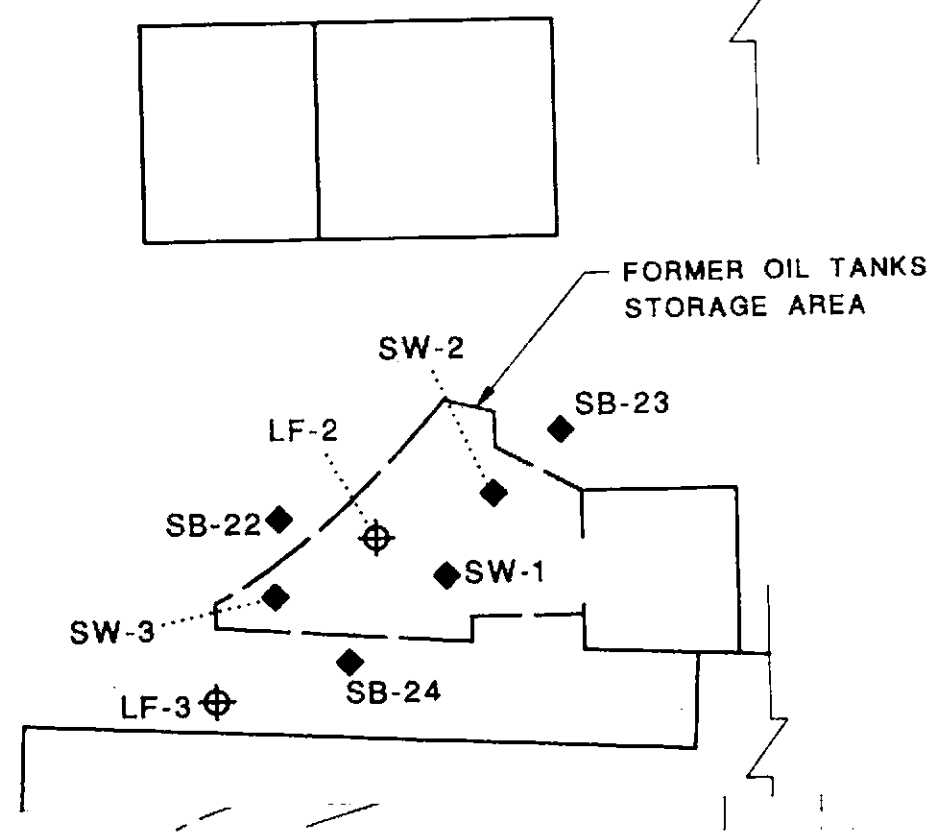 FORMER OIL TANKS
STORAGE AREA
SW-2
SB-23
LF-2
SB-22
SW-1
SW-3
SB-24
LF-3